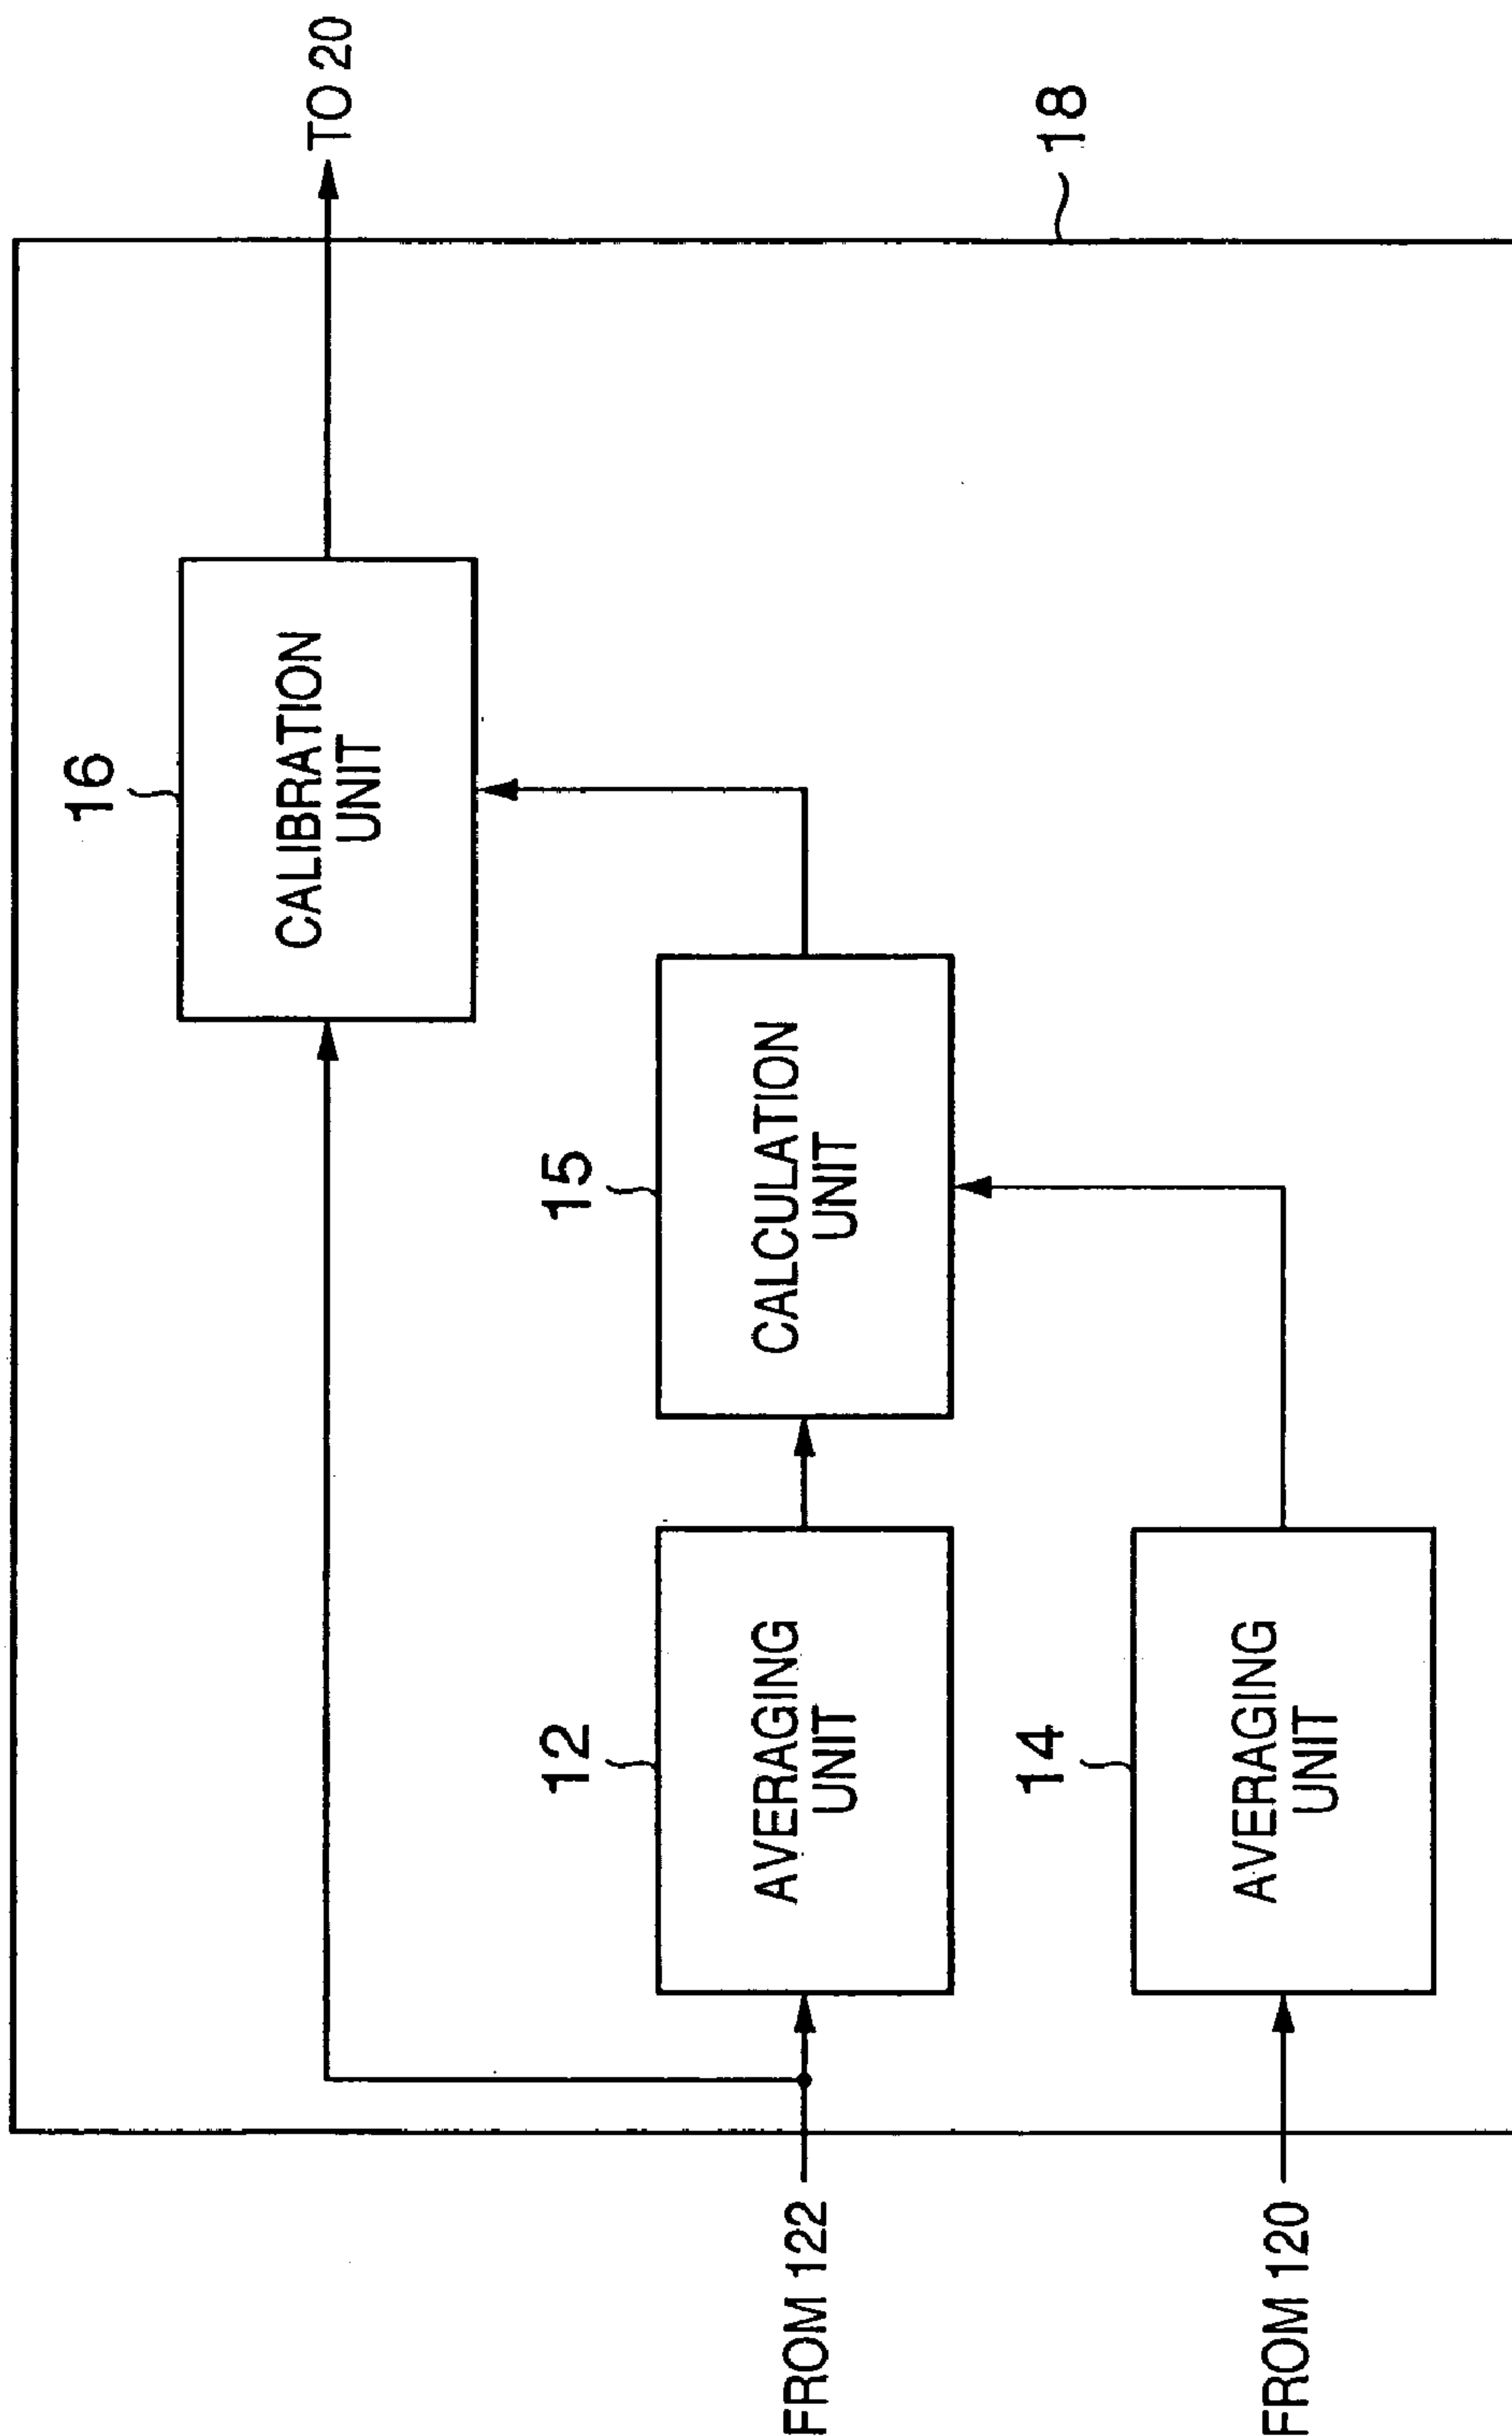 16
CALIBRATION
UNIT
TO 20
12
AVERAGING
UNIT
15
CALCULATION
UNIT
FROM 122
14
AVERAGING
UNIT
FROM 120
18